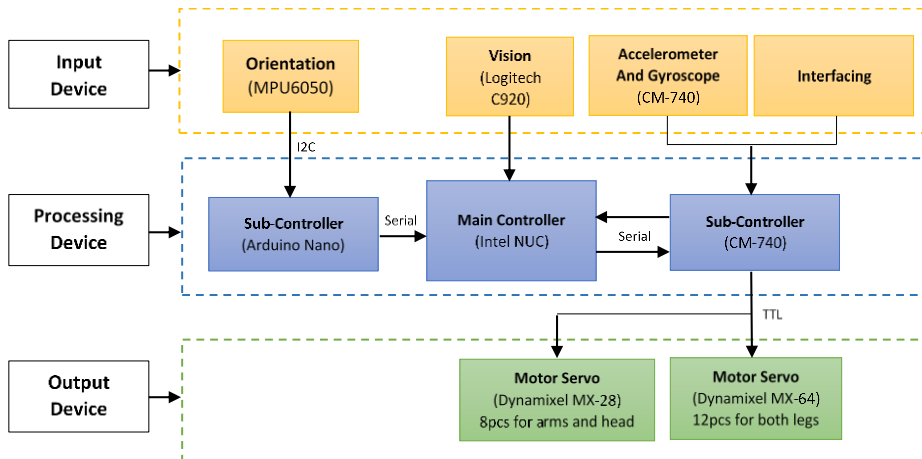 Input
Device
Orientation
(MPU6050)
Vision
(Logitech
C920)
Accelerometer
And Gyroscope
(CM-740)
Interfacing
I2C
Processing
Device
Sub-Controller
(Arduino Nano)
Serial
Main Controller
(Intel NUC)
Serial
Sub-Controller
(CM-740)
TTL
Output
Device
Motor Servo
(Dynamixel MX-28)
8pcs for arms and head
Motor Servo
(Dynamixel MX-64)
12pcs for both legs